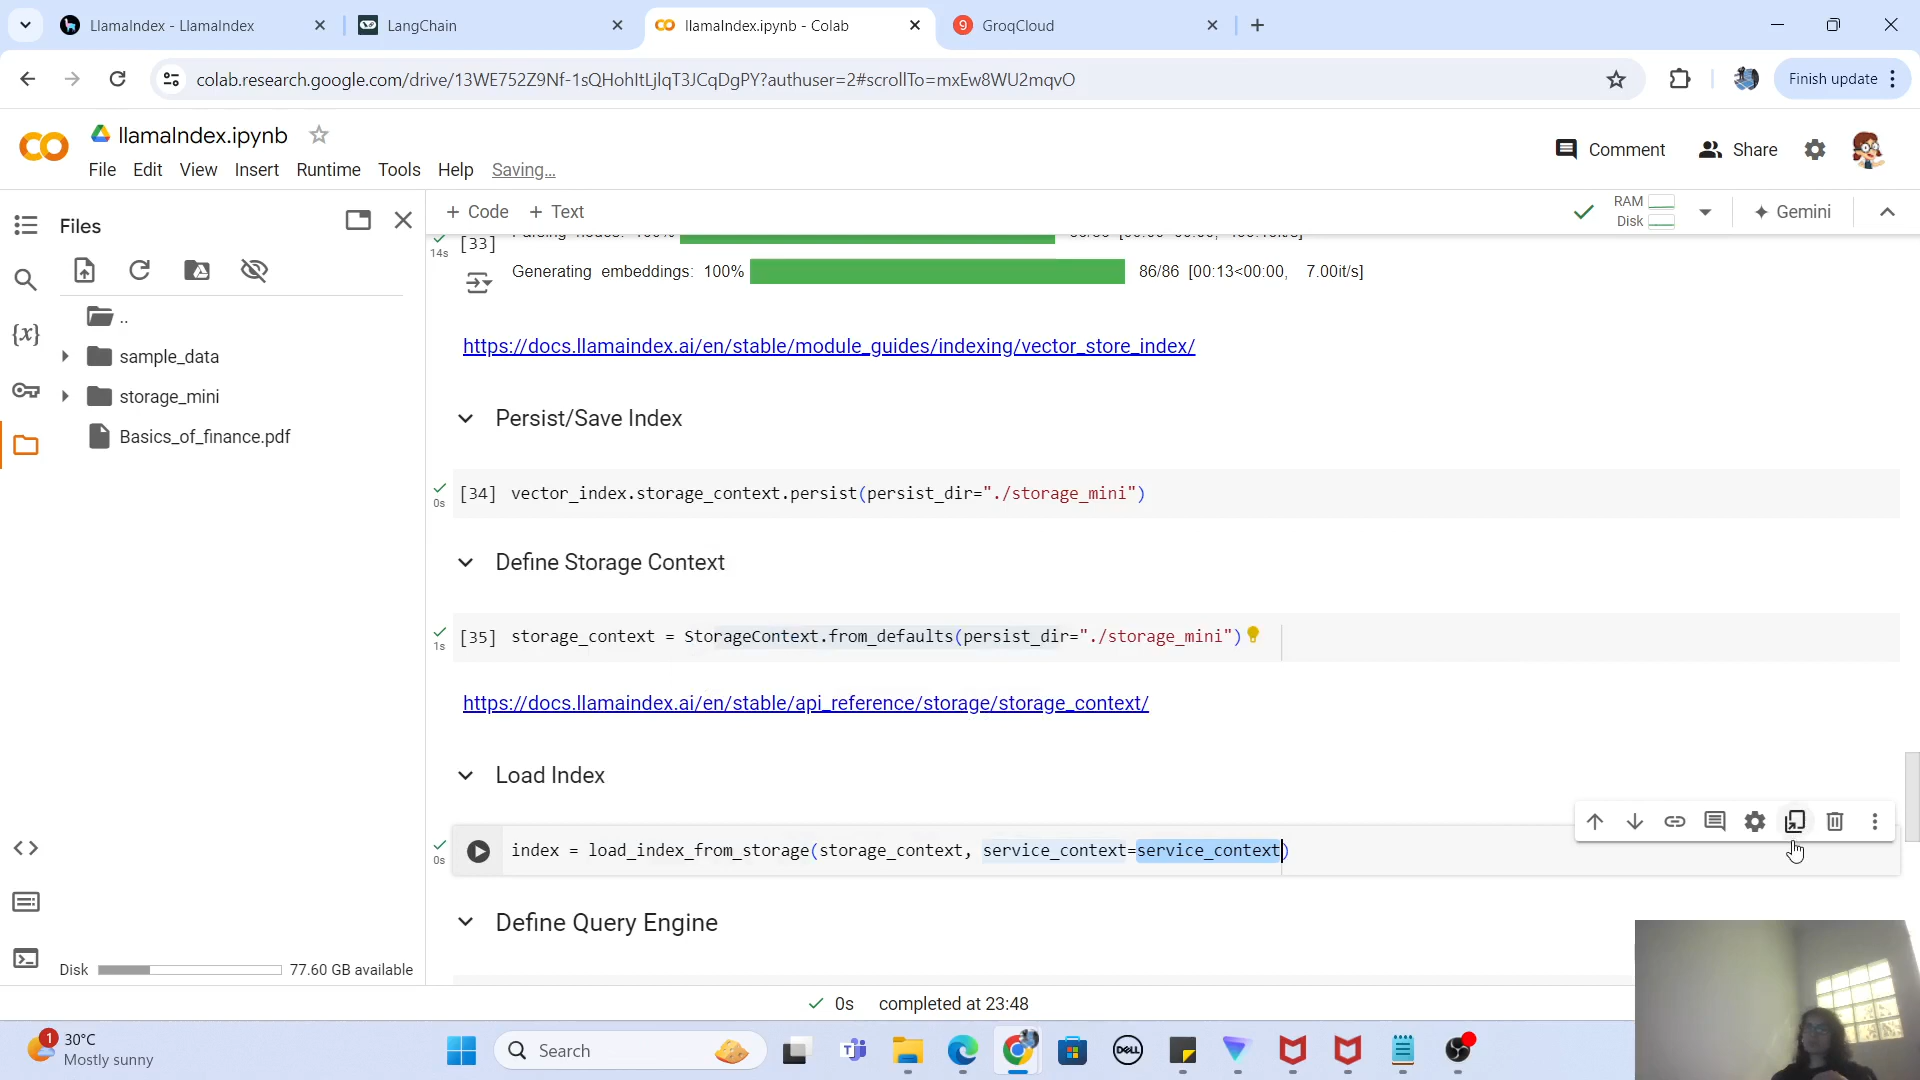 LlamaIndex - LlamaIndex
LangChain
llamaIndex.ipynb - Colab
9
GroqCloud
colab.research.google.com/drive/13WE752Z9Nf-1sQHohItLjlqT3JCqDgPY?authuser=2#scrollTo=mxEw8WU2mqvO
Finish update
llamaIndex.ipynb
Comment
Share
File Edit View Insert Runtime Tools Help Saving...
Files
+ Code + Text
RAM
Disk
Gemini
14s
[33]
Generating embeddings: 100% 86/86 [00:13<00:00, 7.00it/s]
..
{x}
sample_data
https://docs.llamaindex.ai/en/stable/module_guides/indexing/vector_store_index/
storage_mini
Persist/Save Index
Basics_of_finance.pdf
0s
[34] vector_index.storage_context.persist(persist_dir="./storage_mini")
Define Storage Context
1s
[35] storage_context = StorageContext.from_defaults(persist_dir="./storage_mini")
https://docs.llamaindex.ai/en/stable/api_reference/storage/storage_context/
Load Index
0s
index = load_index_from_storage(storage_context, service_context=service_context)
Define Query Engine
Disk 77.60 GB available
0s completed at 23:48
1
30°C
Mostly sunny
Search
DELL